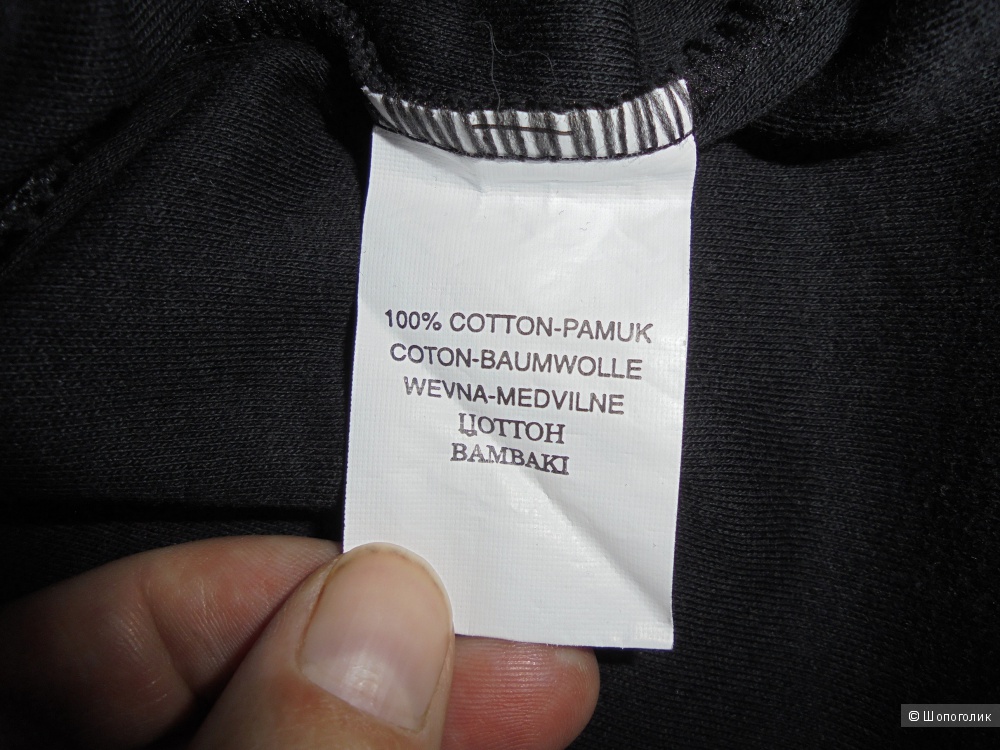 100% COTTON-PAMUK
COTON-BAUMWOLLE
WEVNA-MEDVILNE
ЦОТТОН
BAMBAKI
© Шопоголик